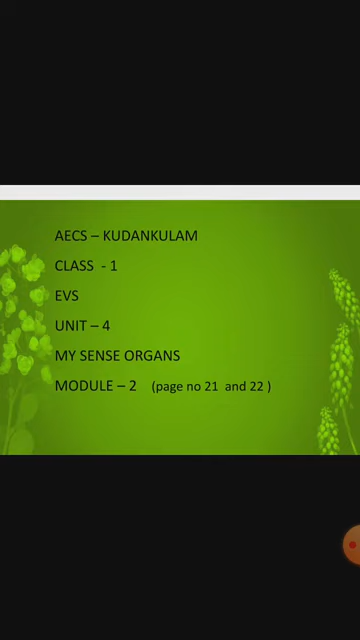 AECS – KUDANKULAM
CLASS - 1
EVS
UNIT – 4
MY SENSE ORGANS
MODULE – 2 (page no 21 and 22 )